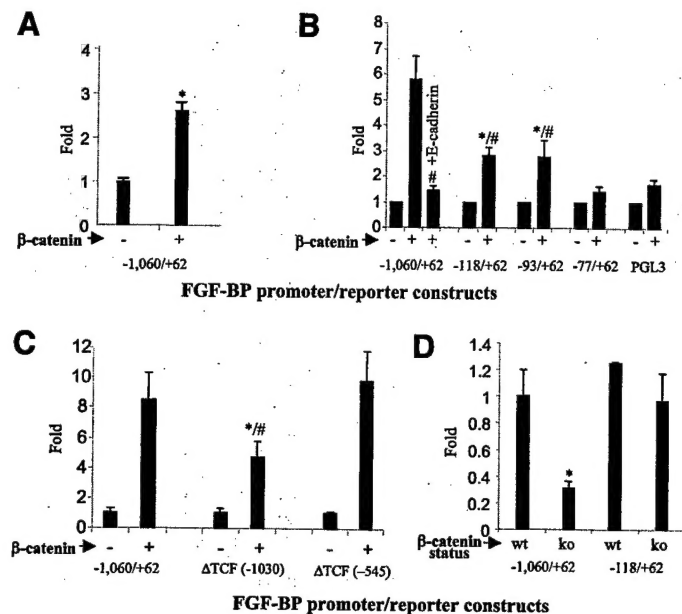 A
4
3
2
1
0
Fold
*
β-catenin - +
-1,060/+62
B
8
7
6
5
4
3
2
1
0
Fold
# +E-cadherin
*/# */#
β-catenin - + + - + - + - + - +
-1,060/+62 -118/+62 -93/+62 -77/+62 PGL3
FGF-BP promoter/reporter constructs
C
12
10
8
6
4
2
0
Fold
*/#
β-catenin - + - + - +
-1,060/+62 ΔTCF (-1030) ΔTCF (-545)
D
1.4
1.2
1
0.8
0.6
0.4
0.2
0
Fold
*
β-catenin status wt ko wt ko
-1,060/+62 -118/+62
FGF-BP promoter/reporter constructs